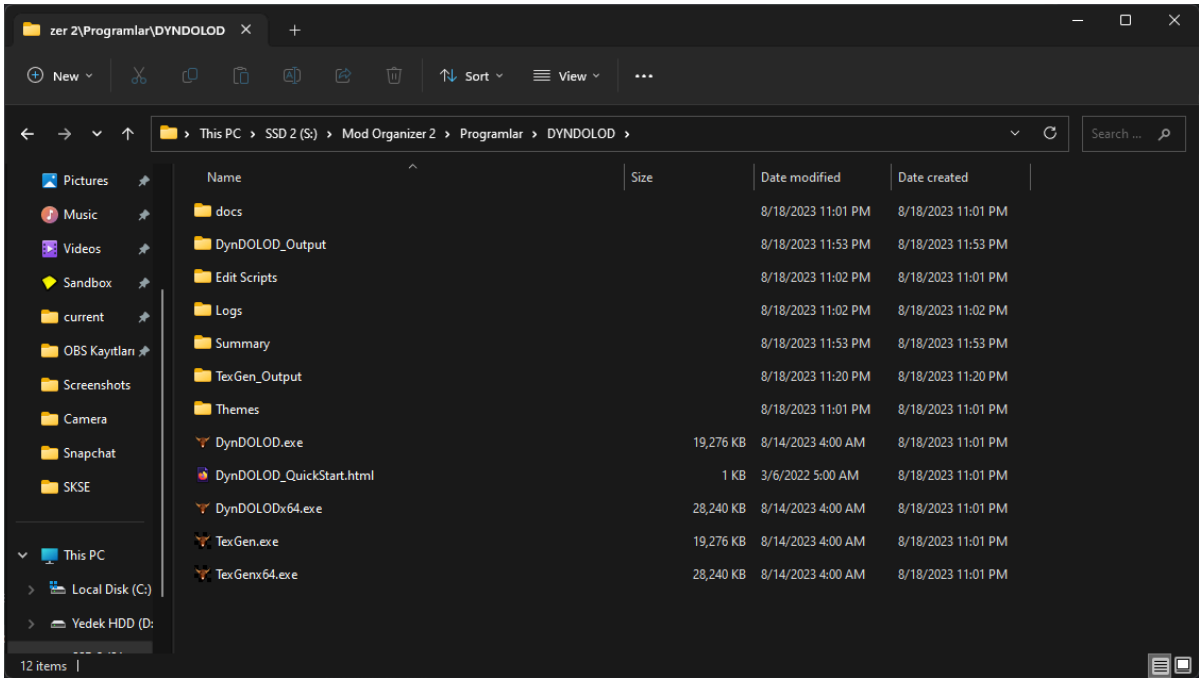 zer 2\Programlar\DYNDOLOD
New Sort View
This PC SSD 2 (S:) Mod Organizer 2 Programlar DYNDOLOD Search ...
Name Size Date modified Date created
Pictures
Music
Videos
Sandbox
current
OBS Kayıtları
Screenshots
Camera
Snapchat
SKSE
This PC
Local Disk (C:)
Yedek HDD (D:
docs 8/18/2023 11:01 PM 8/18/2023 11:01 PM
DynDOLOD_Output 8/18/2023 11:53 PM 8/18/2023 11:53 PM
Edit Scripts 8/18/2023 11:02 PM 8/18/2023 11:01 PM
Logs 8/18/2023 11:02 PM 8/18/2023 11:02 PM
Summary 8/18/2023 11:53 PM 8/18/2023 11:53 PM
TexGen_Output 8/18/2023 11:20 PM 8/18/2023 11:20 PM
Themes 8/18/2023 11:01 PM 8/18/2023 11:01 PM
DynDOLOD.exe 19,276 KB 8/14/2023 4:00 AM 8/18/2023 11:01 PM
DynDOLOD_QuickStart.html 1 KB 3/6/2022 5:00 AM 8/18/2023 11:01 PM
DynDOLODx64.exe 28,240 KB 8/14/2023 4:00 AM 8/18/2023 11:01 PM
TexGen.exe 19,276 KB 8/14/2023 4:00 AM 8/18/2023 11:01 PM
TexGenx64.exe 28,240 KB 8/14/2023 4:00 AM 8/18/2023 11:01 PM
12 items